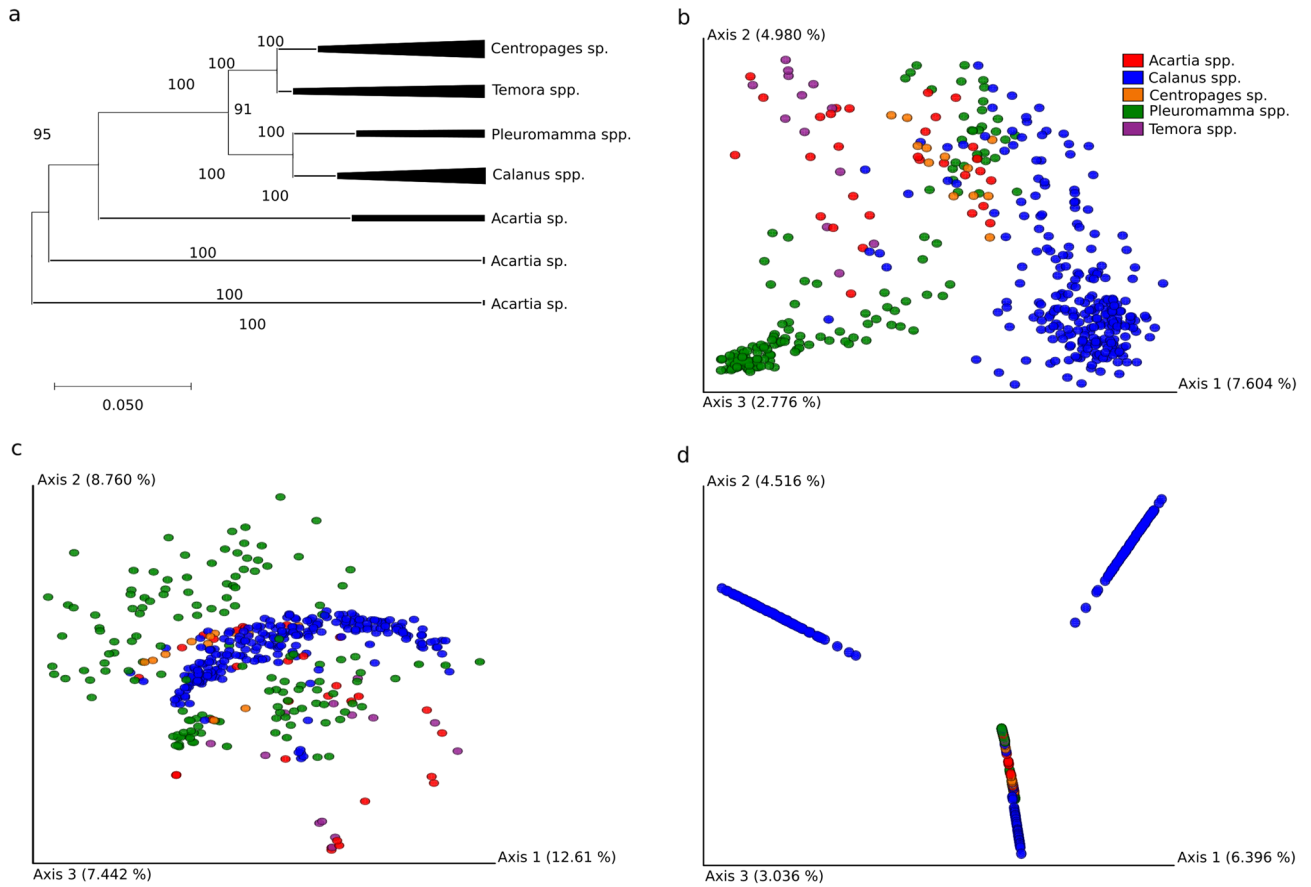 a
100
Centropages sp.
100
100
Temora spp.
91
95
100
Pleuromamma spp.
100
Calanus spp.
100
Acartia sp.
100
Acartia sp.
100
Acartia sp.
100
0.050
b
Axis 2 (4.980 %)
Acartia spp.
Calanus spp.
Centropages sp.
Pleuromamma spp.
Temora spp.
Axis 1 (7.604 %)
Axis 3 (2.776 %)
c
Axis 2 (8.760 %)
Axis 1 (12.61 %)
Axis 3 (7.442 %)
d
Axis 2 (4.516 %)
Axis 1 (6.396 %)
Axis 3 (3.036 %)